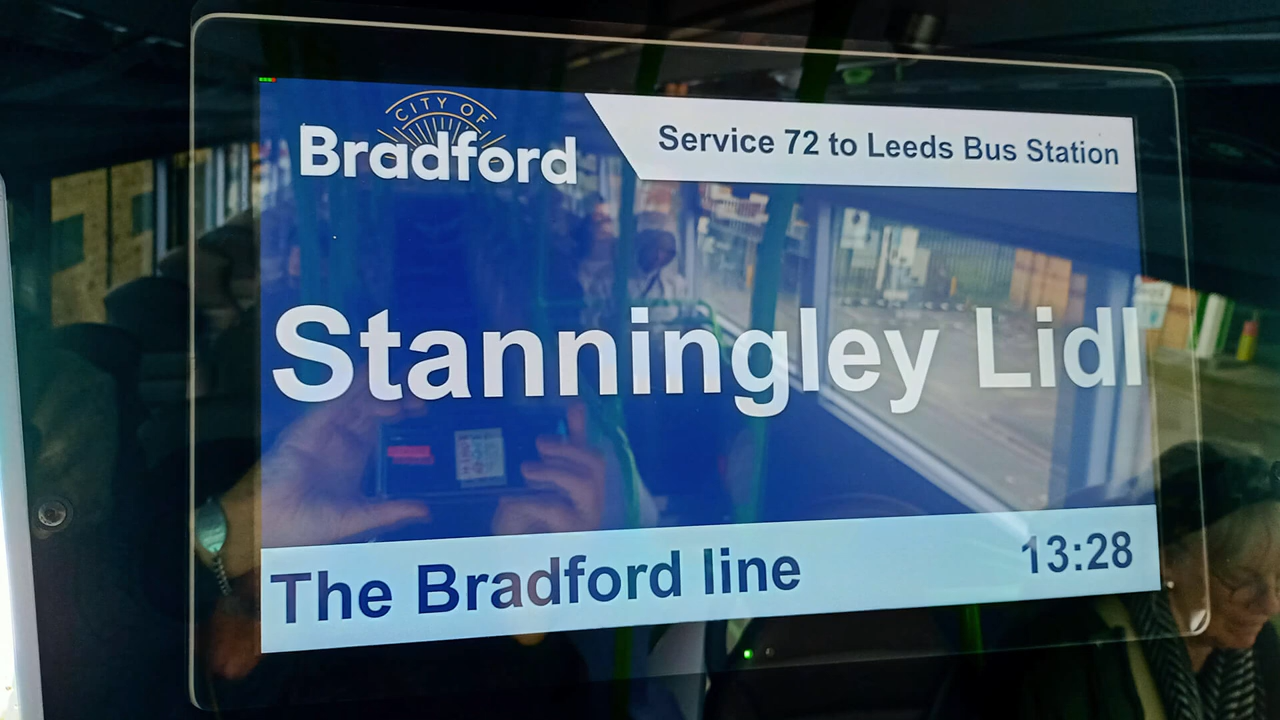 CITY OF
Bradford
Service 72 to Leeds Bus Station
Stanningley Lidl
The Bradford line
13:28